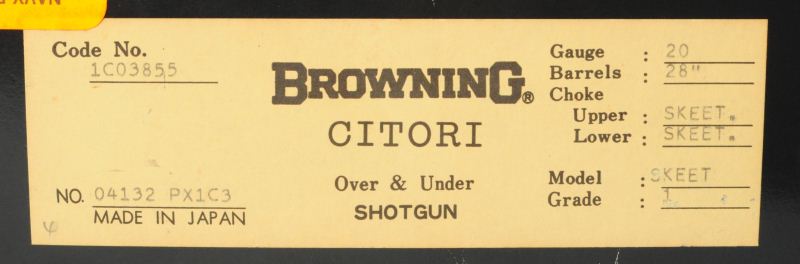 Code No.
1C03855
BROWNING®
CITORI
Over & Under
SHOTGUN
NO. 04132 PX1C3
MADE IN JAPAN
Gauge : 20
Barrels : 28"
Choke
Upper : SKEET.
Lower : SKEET.
Model : SKEET
Grade : 1